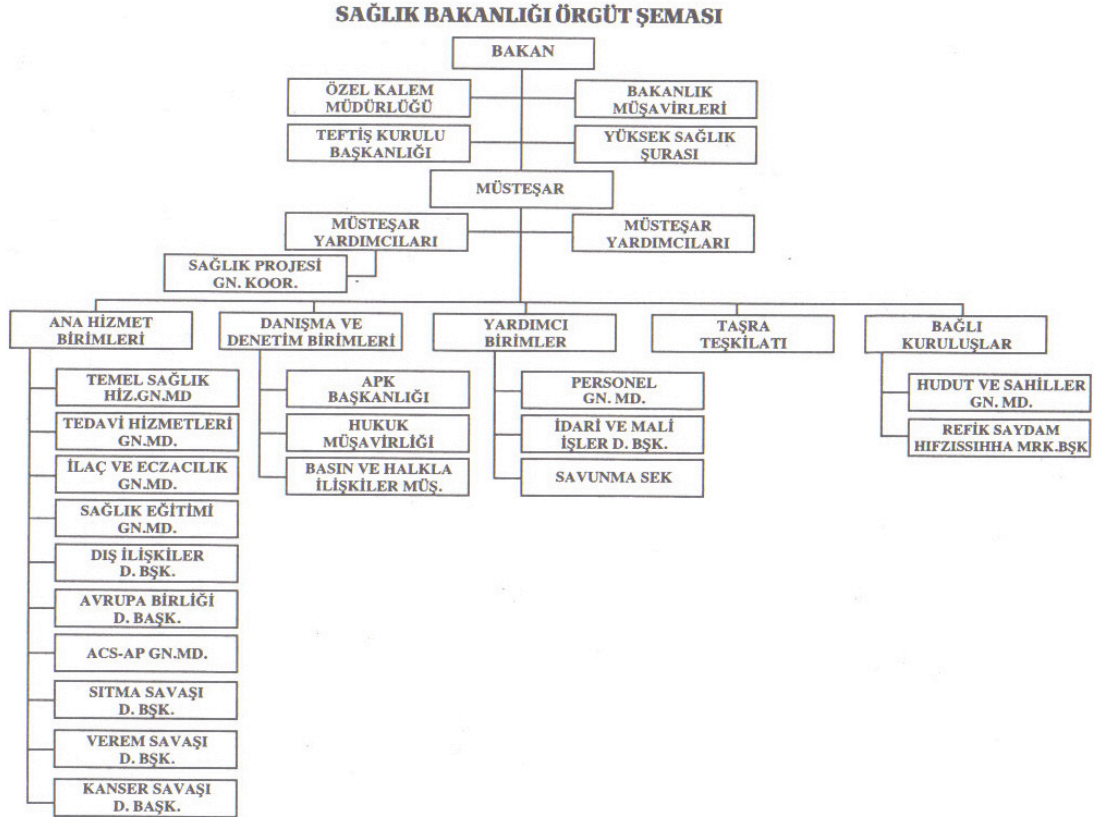 SAĞLIK BAKANLIĞI ÖRGÜT ŞEMASI
BAKAN
ÖZEL KALEM
MÜDÜRLÜĞÜ
BAKANLIK
MÜŞAVİRLERİ
TEFTİŞ KURULU
BAŞKANLIĞI
YÜKSEK SAĞLIK
ŞURASI
MÜSTEŞAR
MÜSTEŞAR
YARDIMCILARI
MÜSTEŞAR
YARDIMCILARI
SAĞLIK PROJESİ
GN. KOOR.
ANA HİZMET
BİRİMLERİ
TEMEL SAĞLIK
HİZ.GN.MD
TEDAVİ HİZMETLERİ
GN.MD.
İLAÇ VE ECZACILIK
GN.MD.
SAĞLIK EĞİTİMİ
GN.MD.
DIŞ İLİŞKİLER
D. BŞK.
AVRUPA BİRLİĞİ
D. BAŞK.
ACS-AP GN.MD.
SITMA SAVAŞI
D. BŞK.
VEREM SAVAŞI
D. BŞK.
KANSER SAVAŞI
D. BAŞK.
DANIŞMA VE
DENETİM BİRİMLERİ
APK
BAŞKANLIĞI
HUKUK
MÜŞAVİRLİĞİ
BASIN VE HALKLA
İLİŞKİLER MÜŞ.
YARDIMCI
BİRİMLER
PERSONEL
GN. MD.
İDARİ VE MALİ
İŞLER D. BŞK.
SAVUNMA SEK
TAŞRA
TEŞKİLATI
BAĞLI
KURULUŞLAR
HUDUT VE SAHİLLER
GN. MD.
REFİK SAYDAM
HIFZISSIHHA MRK.BŞK